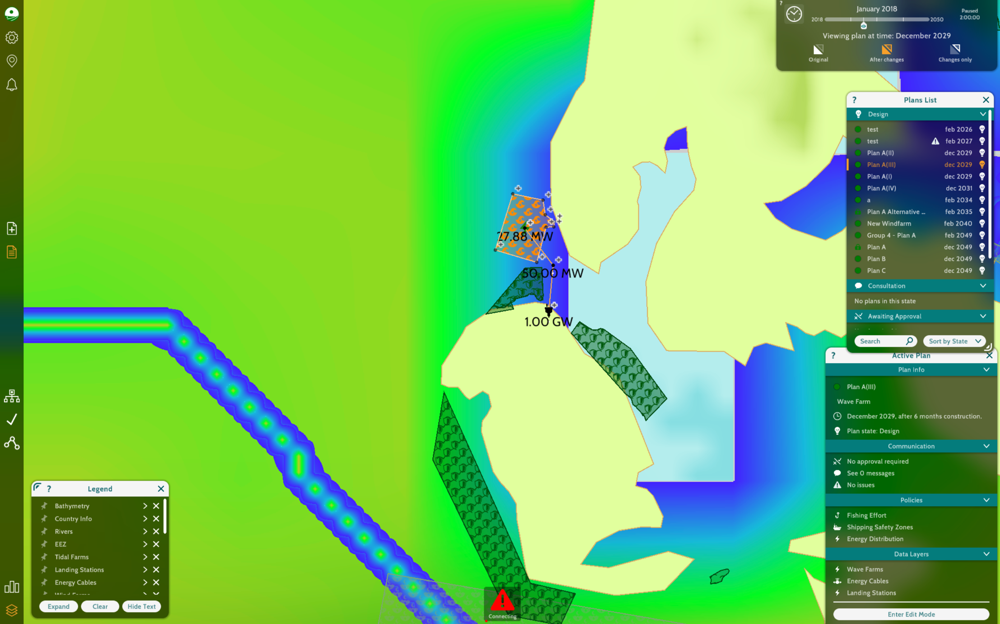 ?
January 2018
Paused
2:00:00
2018
2050
Viewing plan at time: December 2029
Original
After changes
Changes only
? Plans List
Design
test feb 2026
test feb 2027
Plan A(II) dec 2029
Plan A(III) dec 2029
Plan A(I) dec 2029
Plan A(IV) dec 2031
a feb 2034
Plan A Alternative ... feb 2035
New Windfarm feb 2040
Group 4 - Plan A feb 2049
Plan A dec 2049
Plan B dec 2049
Plan C dec 2049
Consultation
No plans in this state
Awaiting Approval
Search
Sort by State
? Active Plan
Plan Info
Plan A(III)
Wave Farm
December 2029, after 6 months construction.
Plan state: Design
Communication
No approval required
See 0 messages
No issues
Policies
Fishing Effort
Shipping Safety Zones
Energy Distribution
Data Layers
Wave Farms
Energy Cables
Landing Stations
Enter Edit Mode
27.88 MW
50.00 MW
1.00 GW
? Legend
Bathymetry
Country Info
Rivers
EEZ
Tidal Farms
Landing Stations
Energy Cables
Expand
Clear
Hide Text
Connecting